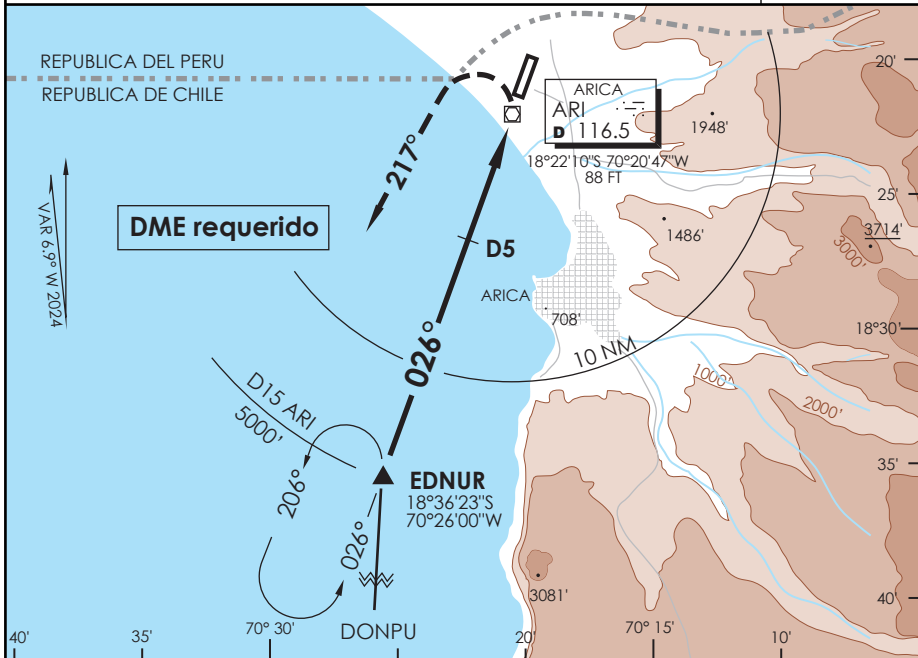 REPUBLICA DEL PERU
REPUBLICA DE CHILE
20'
ARICA
ARI
D 116.5
18°22'10"S 70°20'47"W
88 FT
1948'
217°
VAR 6.9° W 2024
DME requerido
25'
1486'
3714'
3000'
D5
ARICA
708'
18°30'
10 NM
026°
1000'
2000'
D15 ARI
5000'
35'
EDNUR
18°36'23"S
70°26'00"W
206°
026°
3081'
40'
DONPU
40'
35'
70° 30'
20'
70° 15'
10'